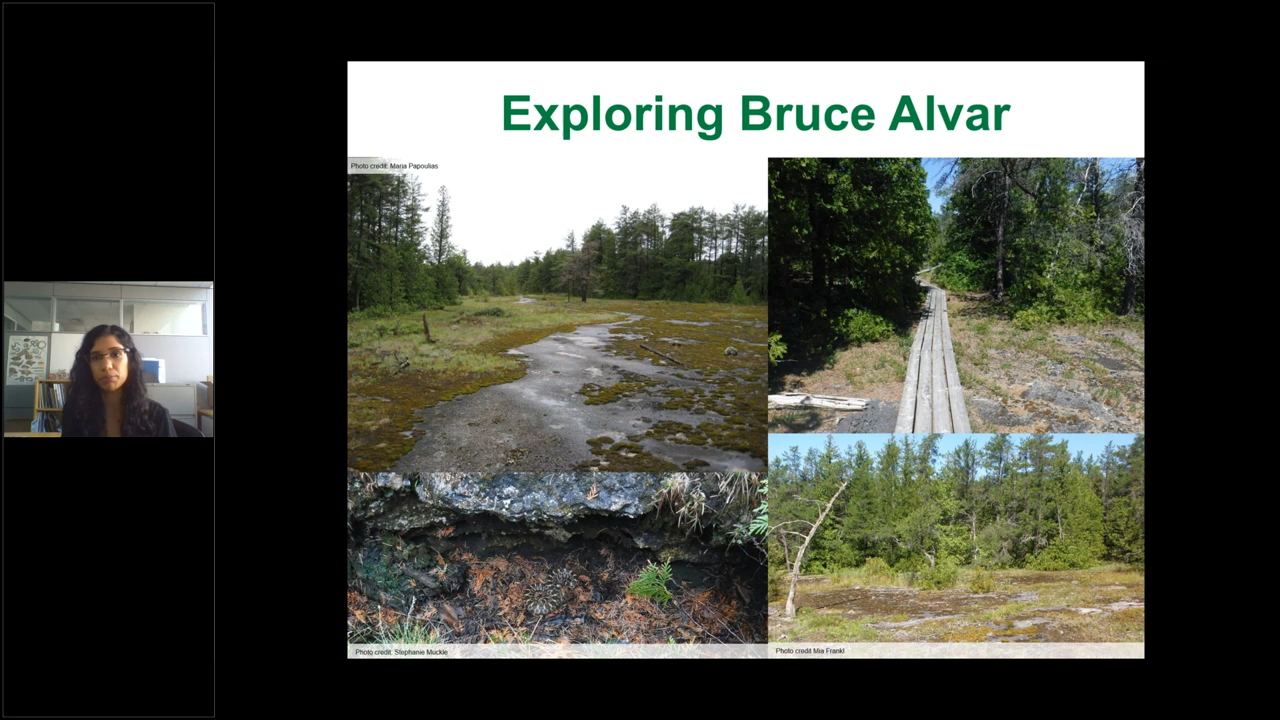 Exploring Bruce Alvar
Photo credit: Maria Papoulias
Photo credit: Stephanie Muckle
Photo credit Mia Frankl